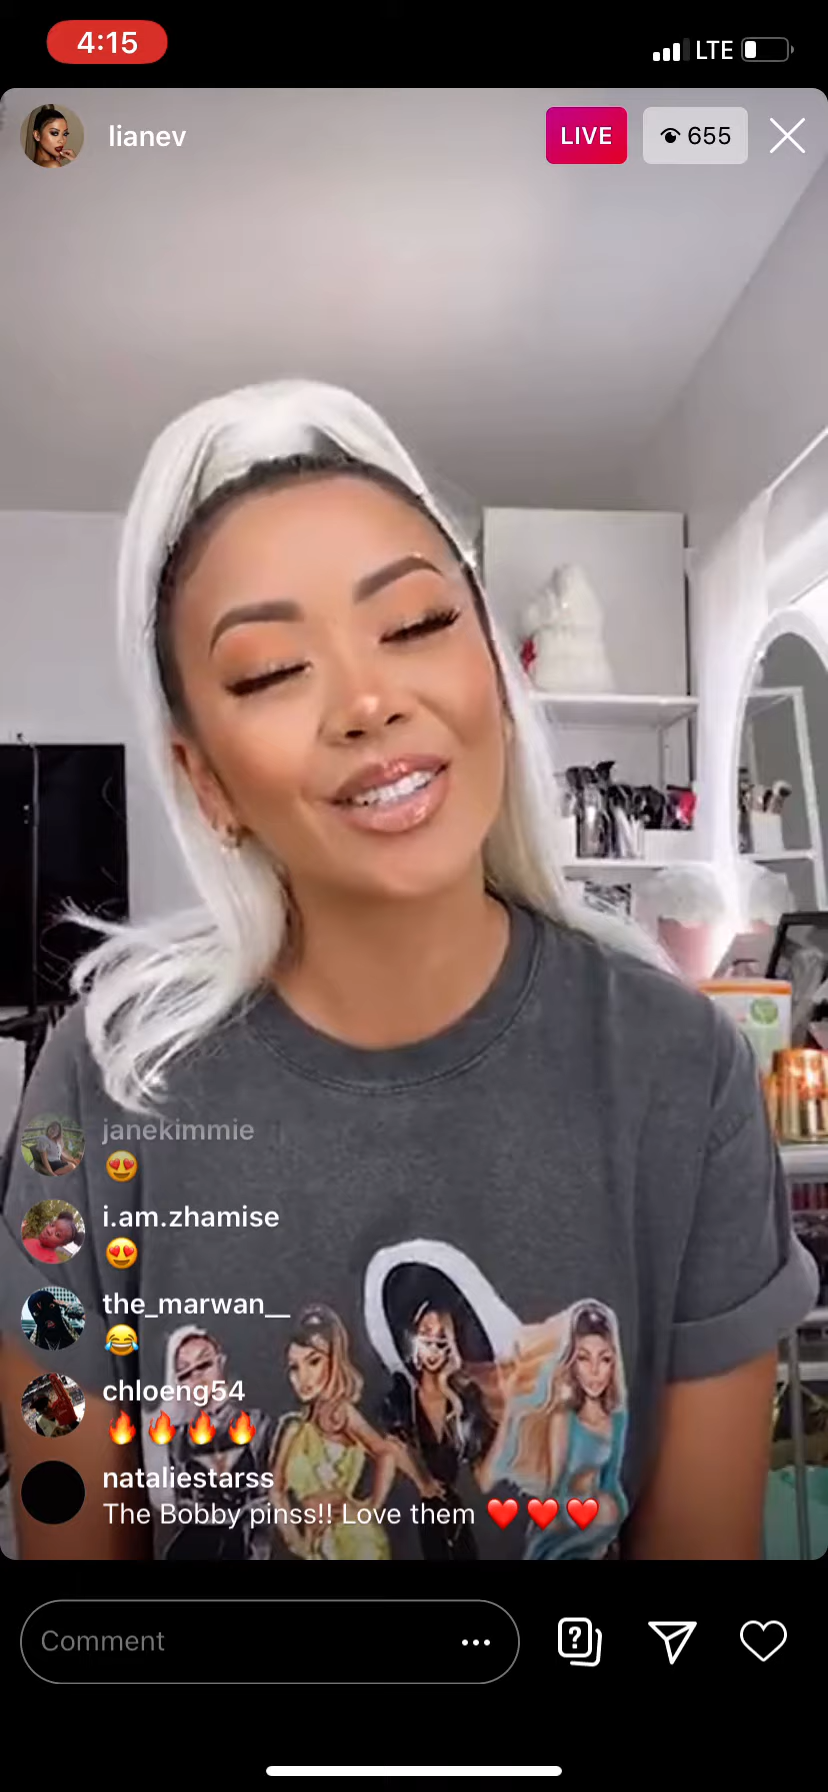 4:15
LTE
lianev
LIVE
655
janekimmie
😍
i.am.zhamise
😍
the_marwan__
😂
chloeng54
🔥🔥🔥🔥
nataliestarss
The Bobby pinss!! Love them ❤️❤️❤️
Comment